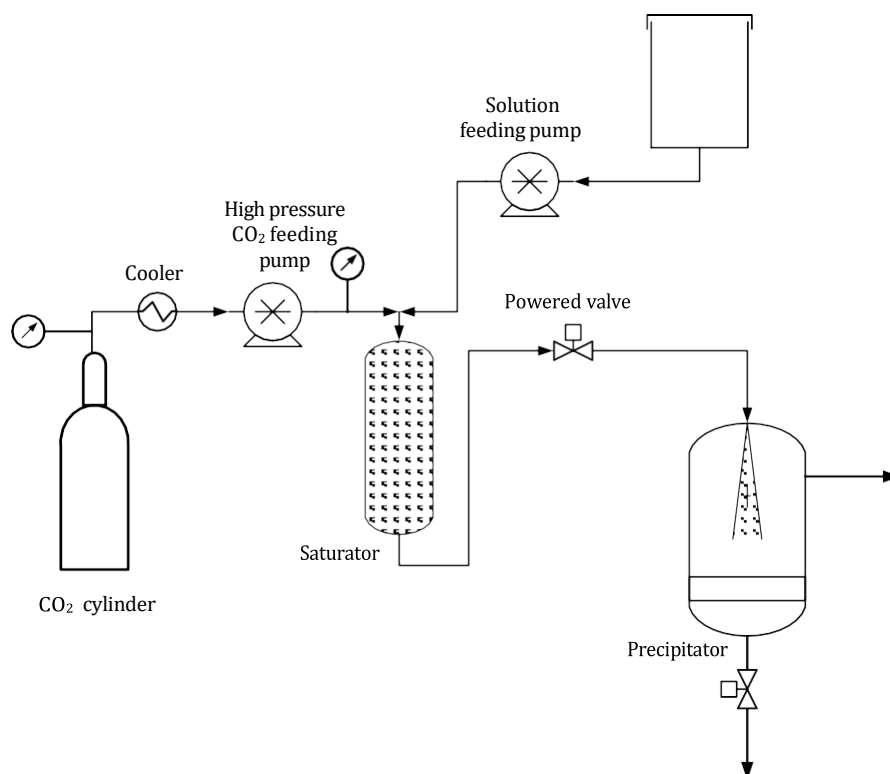 Solution
feeding pump
High pressure
CO₂ feeding
pump
Cooler
Powered valve
Saturator
CO₂ cylinder
Precipitator